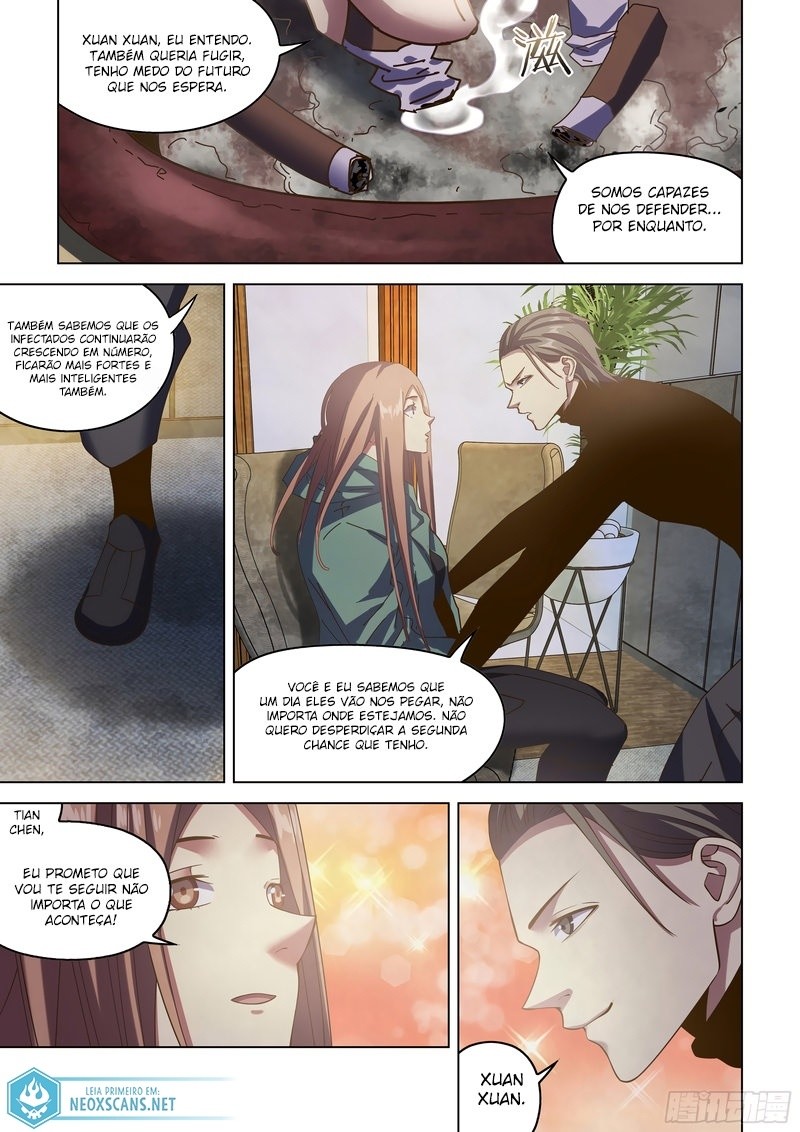 XUAN XUAN, EU ENTENDO.
TAMBÉM QUERIA FUGIR,
TENHO MEDO DO FUTURO
QUE NOS ESPERA.
SOMOS CAPAZES
DE NOS DEFENDER...
POR ENQUANTO.
TAMBÉM SABEMOS QUE OS
INFECTADOS CONTINUARÃO
CRESCENDO EM NÚMERO,
FICARÃO MAIS FORTES E
MAIS INTELIGENTES
TAMBÉM.
VOCÊ E EU SABEMOS QUE
UM DIA ELES VÃO NOS PEGAR, NÃO
IMPORTA ONDE ESTEJAMOS. NÃO
QUERO DESPERDIÇAR A SEGUNDA
CHANCE QUE TENHO.
TIAN
CHEN,
EU PROMETO QUE
VOU TE SEGUIR NÃO
IMPORTA O QUE
ACONTEÇA!
XUAN
XUAN.
LEIA PRIMEIRO EM:
NEOXSCANS.NET
腾讯动漫